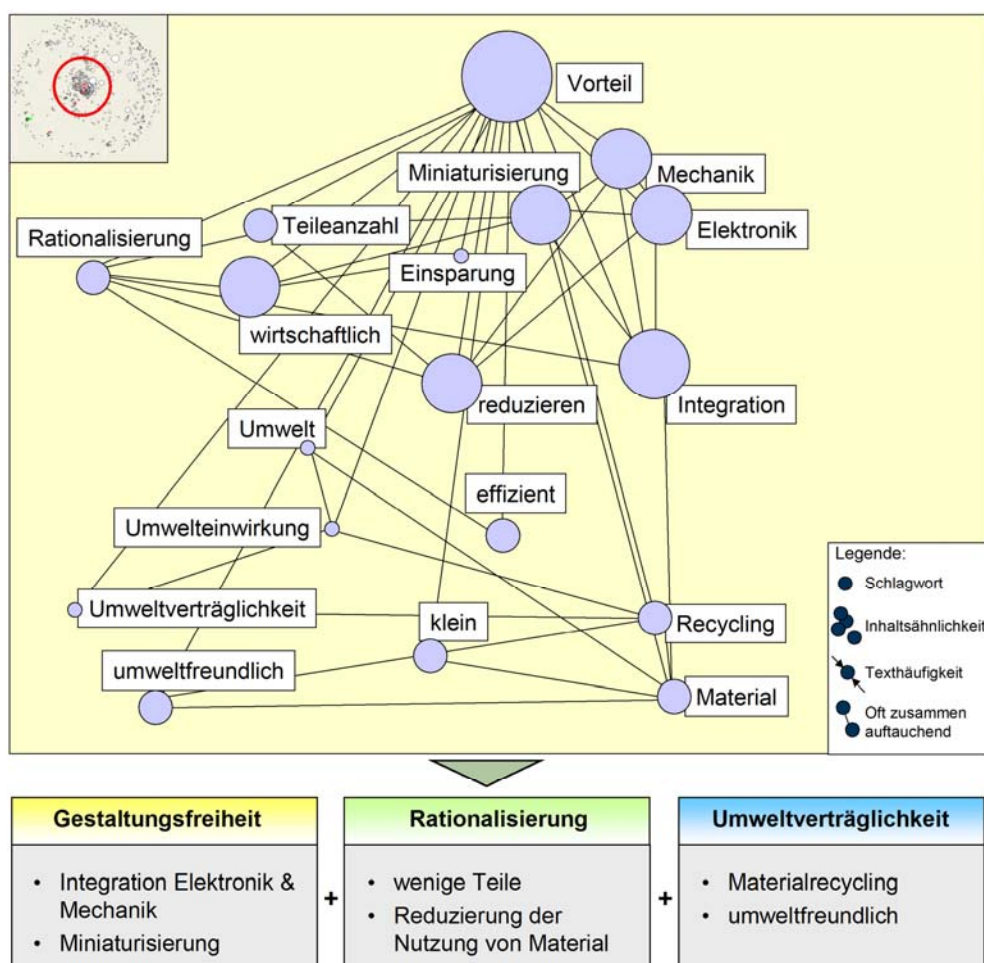 Vorteil
Miniaturisierung
Mechanik
Teileanzahl
Elektronik
Rationalisierung
Einsparung
wirtschaftlich
reduzieren
Integration
Umwelt
effizient
Umwelteinwirkung
Umweltverträglichkeit
klein
Recycling
umweltfreundlich
Material
Legende:
Schlagwort
Inhaltsähnlichkeit
Texthäufigkeit
Oft zusammen
auftauchend
Gestaltungsfreiheit
• Integration Elektronik &
Mechanik
• Miniaturisierung
+
Rationalisierung
• wenige Teile
• Reduzierung der
Nutzung von Material
+
Umweltverträglichkeit
• Materialrecycling
• umweltfreundlich